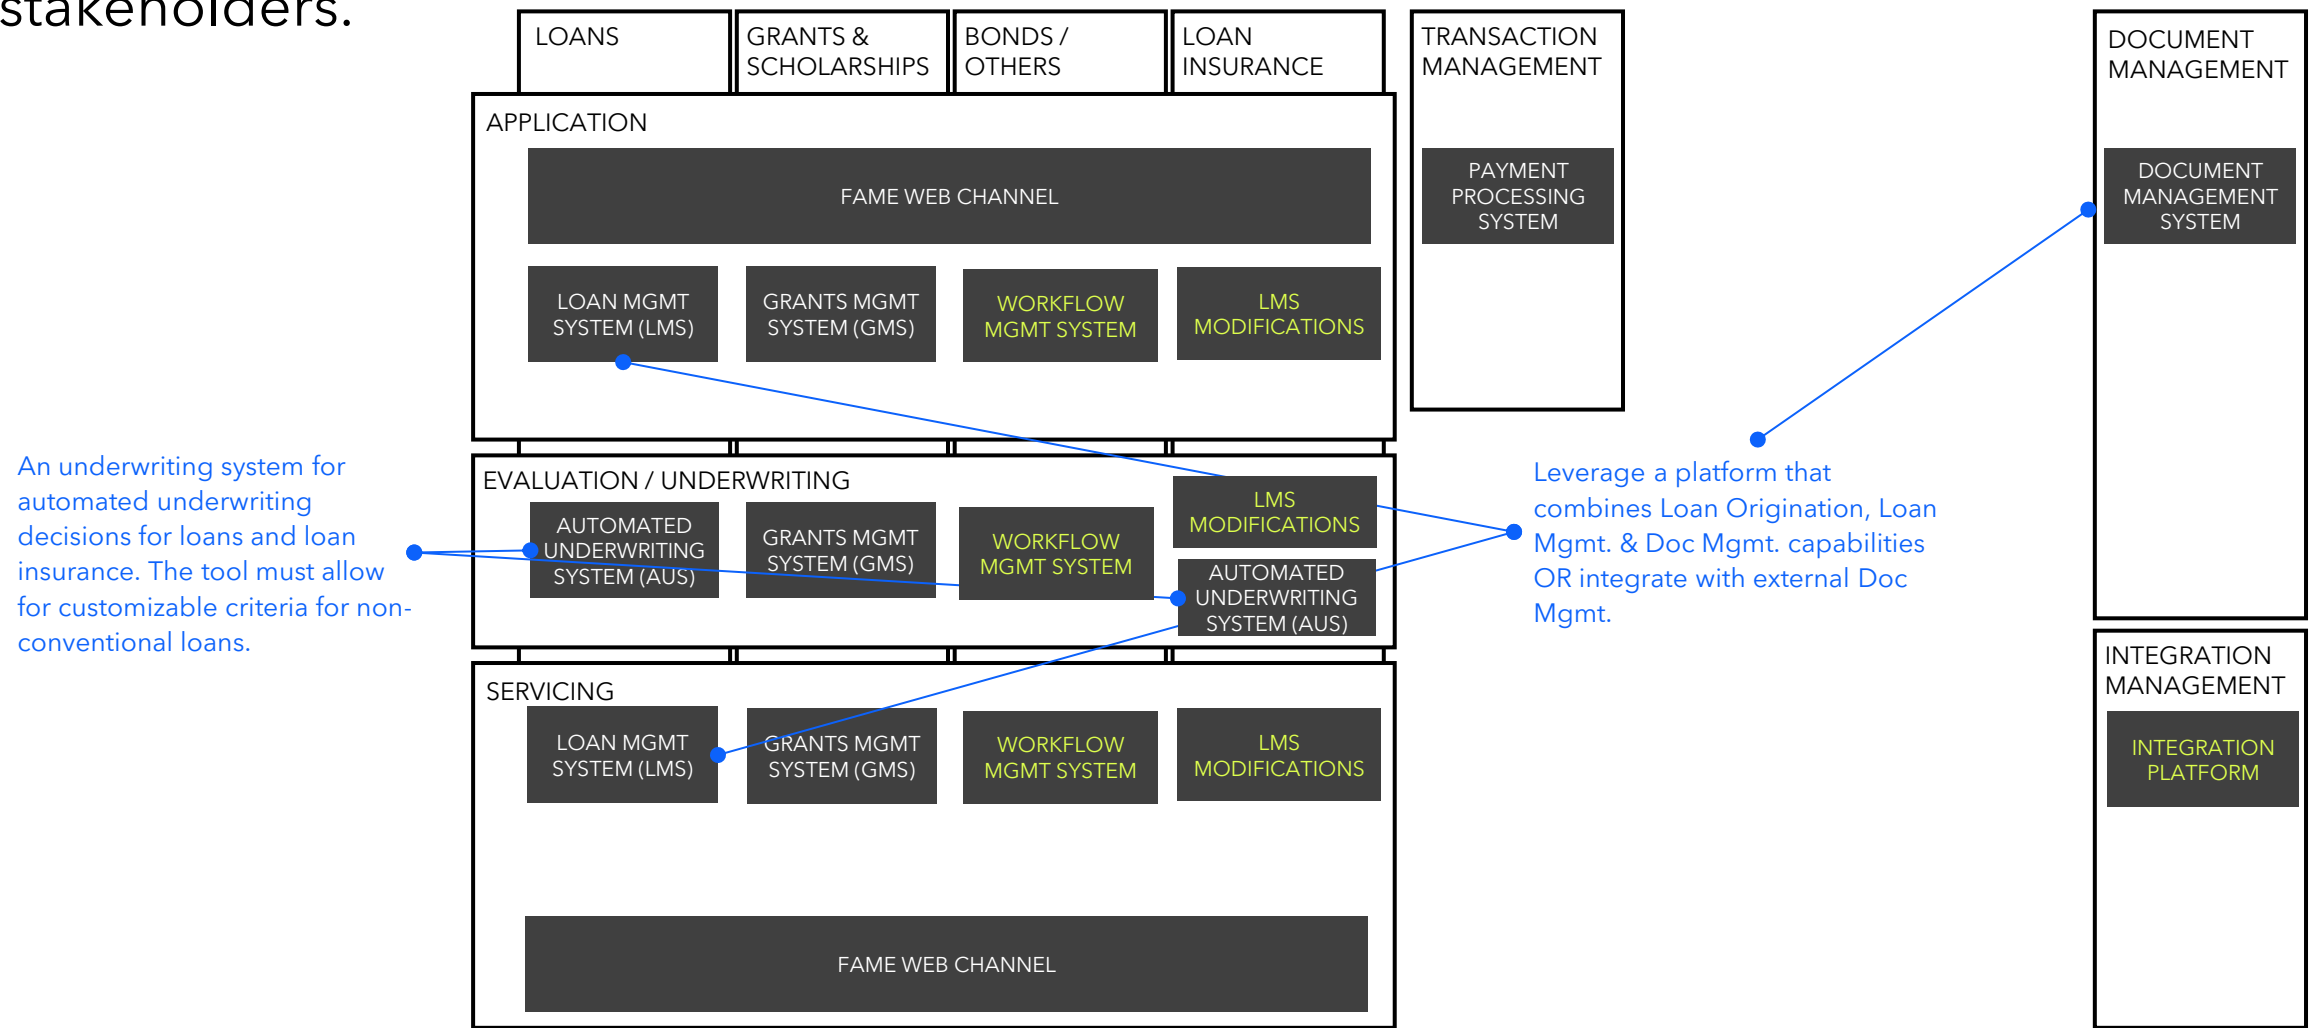 stakeholders.
LOANS
GRANTS &
SCHOLARSHIPS
BONDS /
OTHERS
LOAN
INSURANCE
TRANSACTION
MANAGEMENT
DOCUMENT
MANAGEMENT
APPLICATION
FAME WEB CHANNEL
PAYMENT
PROCESSING
SYSTEM
DOCUMENT
MANAGEMENT
SYSTEM
LOAN MGMT
SYSTEM (LMS)
GRANTS MGMT
SYSTEM (GMS)
WORKFLOW
MGMT SYSTEM
LMS
MODIFICATIONS
An underwriting system for
automated underwriting
decisions for loans and loan
insurance. The tool must allow
for customizable criteria for non-
conventional loans.
EVALUATION / UNDERWRITING
AUTOMATED
UNDERWRITING
SYSTEM (AUS)
GRANTS MGMT
SYSTEM (GMS)
WORKFLOW
MGMT SYSTEM
LMS
MODIFICATIONS
AUTOMATED
UNDERWRITING
SYSTEM (AUS)
Leverage a platform that
combines Loan Origination, Loan
Mgmt. & Doc Mgmt. capabilities
OR integrate with external Doc
Mgmt.
SERVICING
LOAN MGMT
SYSTEM (LMS)
GRANTS MGMT
SYSTEM (GMS)
WORKFLOW
MGMT SYSTEM
LMS
MODIFICATIONS
INTEGRATION
MANAGEMENT
INTEGRATION
PLATFORM
FAME WEB CHANNEL